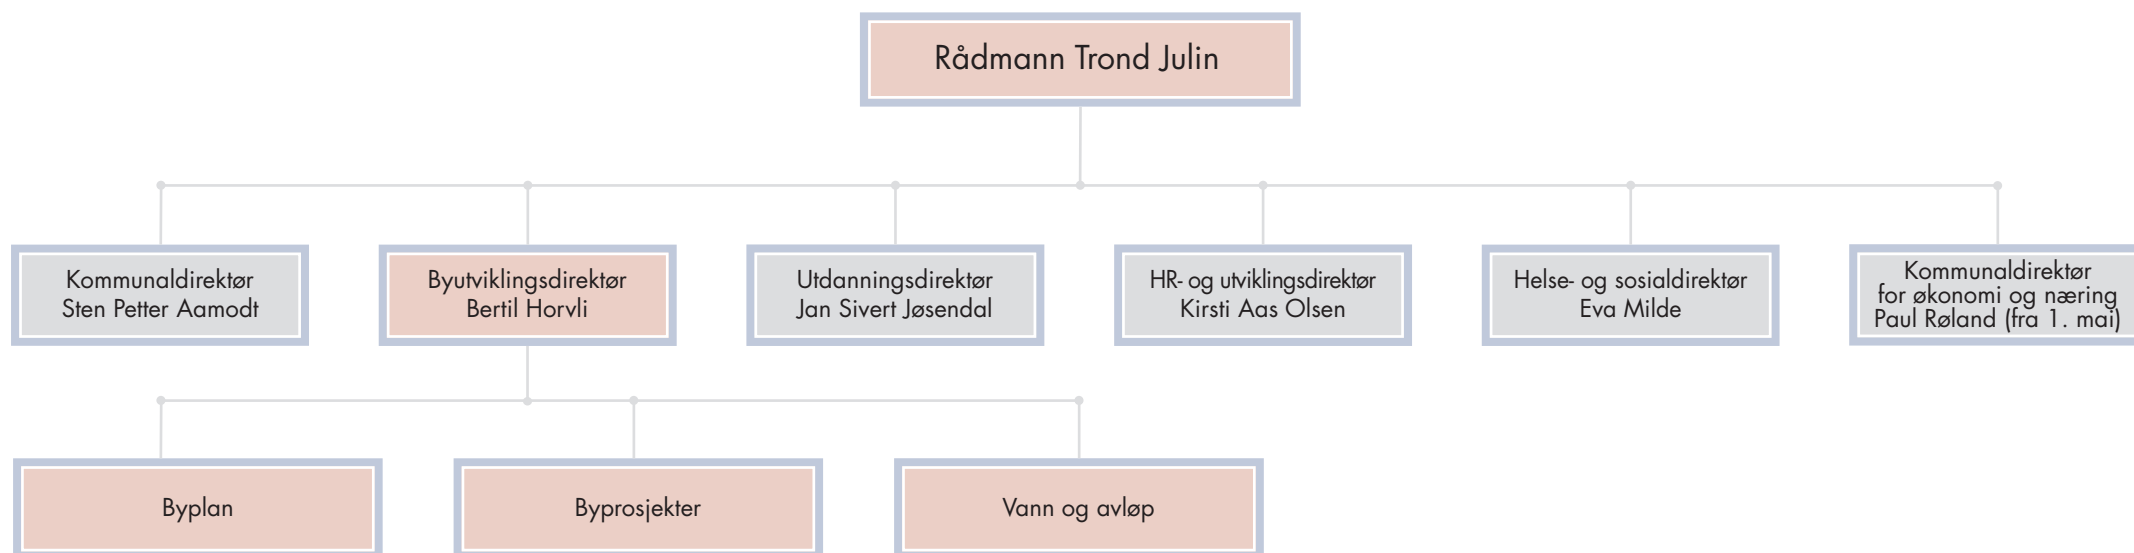 Rådmann Trond Julin
Kommunaldirektør
Sten Petter Aamodt
Byutviklingsdirektør
Bertil Horvli
Utdanningsdirektør
Jan Sivert Jøsendal
HR- og utviklingsdirektør
Kirsti Aas Olsen
Helse- og sosialdirektør
Eva Milde
Kommunaldirektør
for økonomi og næring
Paul Røland (fra 1. mai)
Byplan
Byprosjekter
Vann og avløp